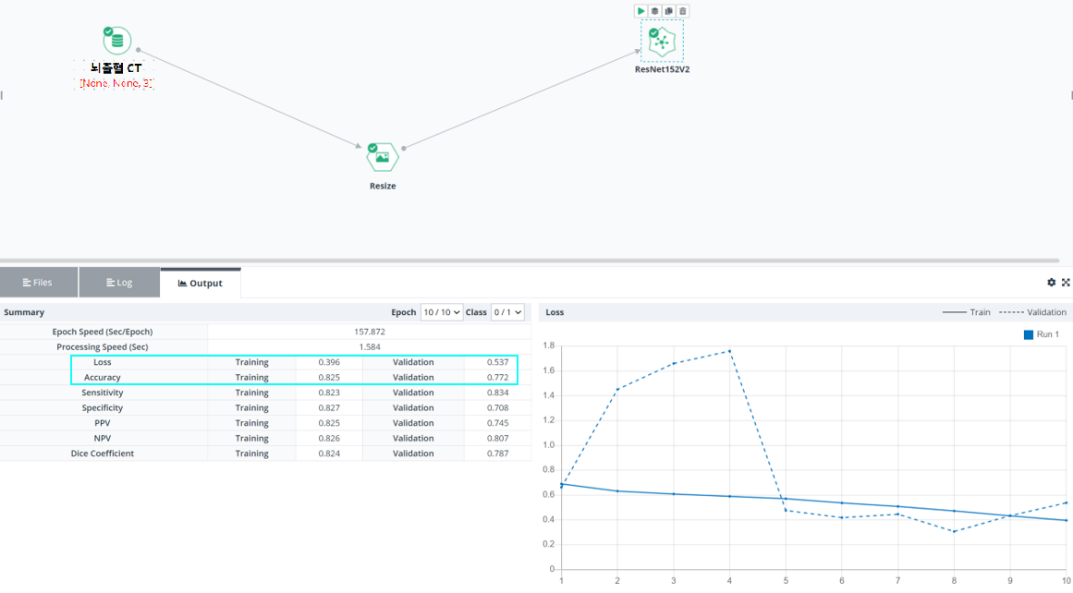 뇌출혈 CT
[None, None, 3]
ResNet152V2
Resize
Files
Log
Output
Summary
Epoch 10 / 10 Class 0 / 1
Epoch Speed (Sec/Epoch) 157.872
Processing Speed (Sec) 1.584
Loss Training 0.396 Validation 0.537
Accuracy Training 0.825 Validation 0.772
Sensitivity Training 0.823 Validation 0.834
Specificity Training 0.827 Validation 0.708
PPV Training 0.825 Validation 0.745
NPV Training 0.826 Validation 0.807
Dice Coefficient Training 0.824 Validation 0.787
Loss
Train Validation
Run 1
1.8
1.6
1.4
1.2
1.0
0.8
0.6
0.4
0.2
0
1 2 3 4 5 6 7 8 9 10